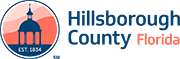 Hillsborough
County Florida
EST. 1834
SM